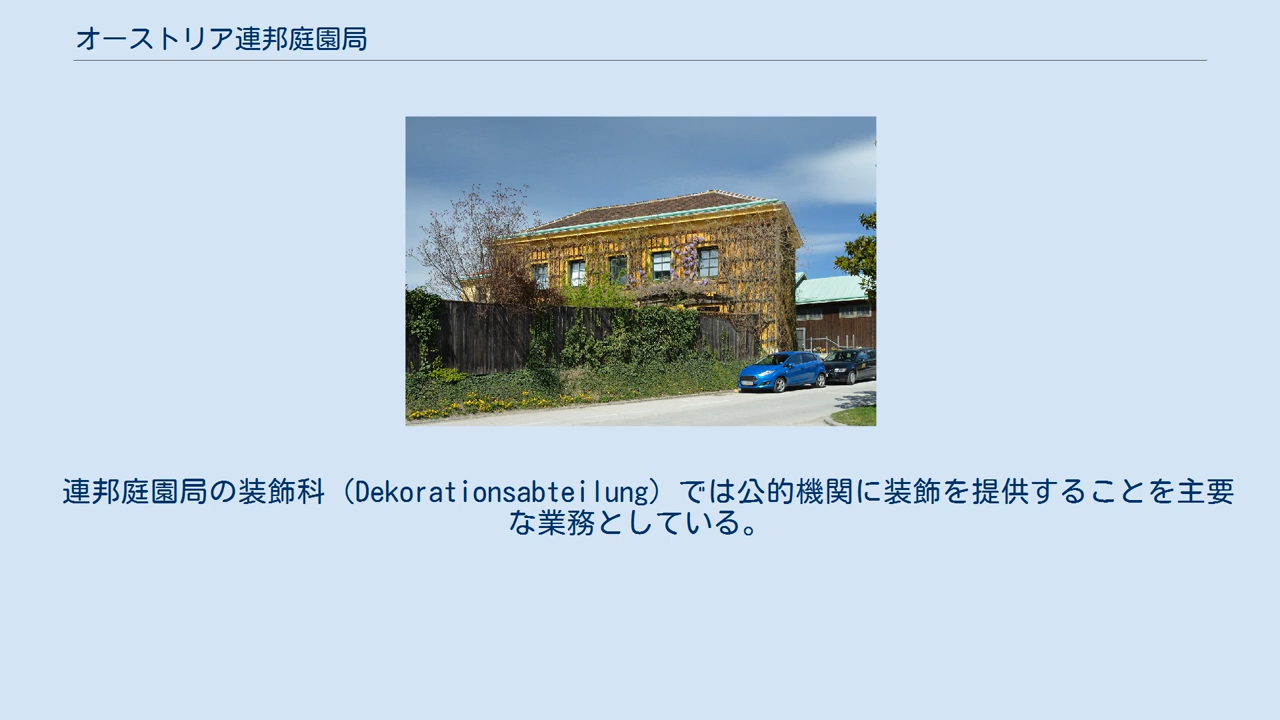 オーストリア連邦庭園局
連邦庭園局の装飾科（Dekorationsabteilung）では公的機関に装飾を提供することを主要
な業務としている。